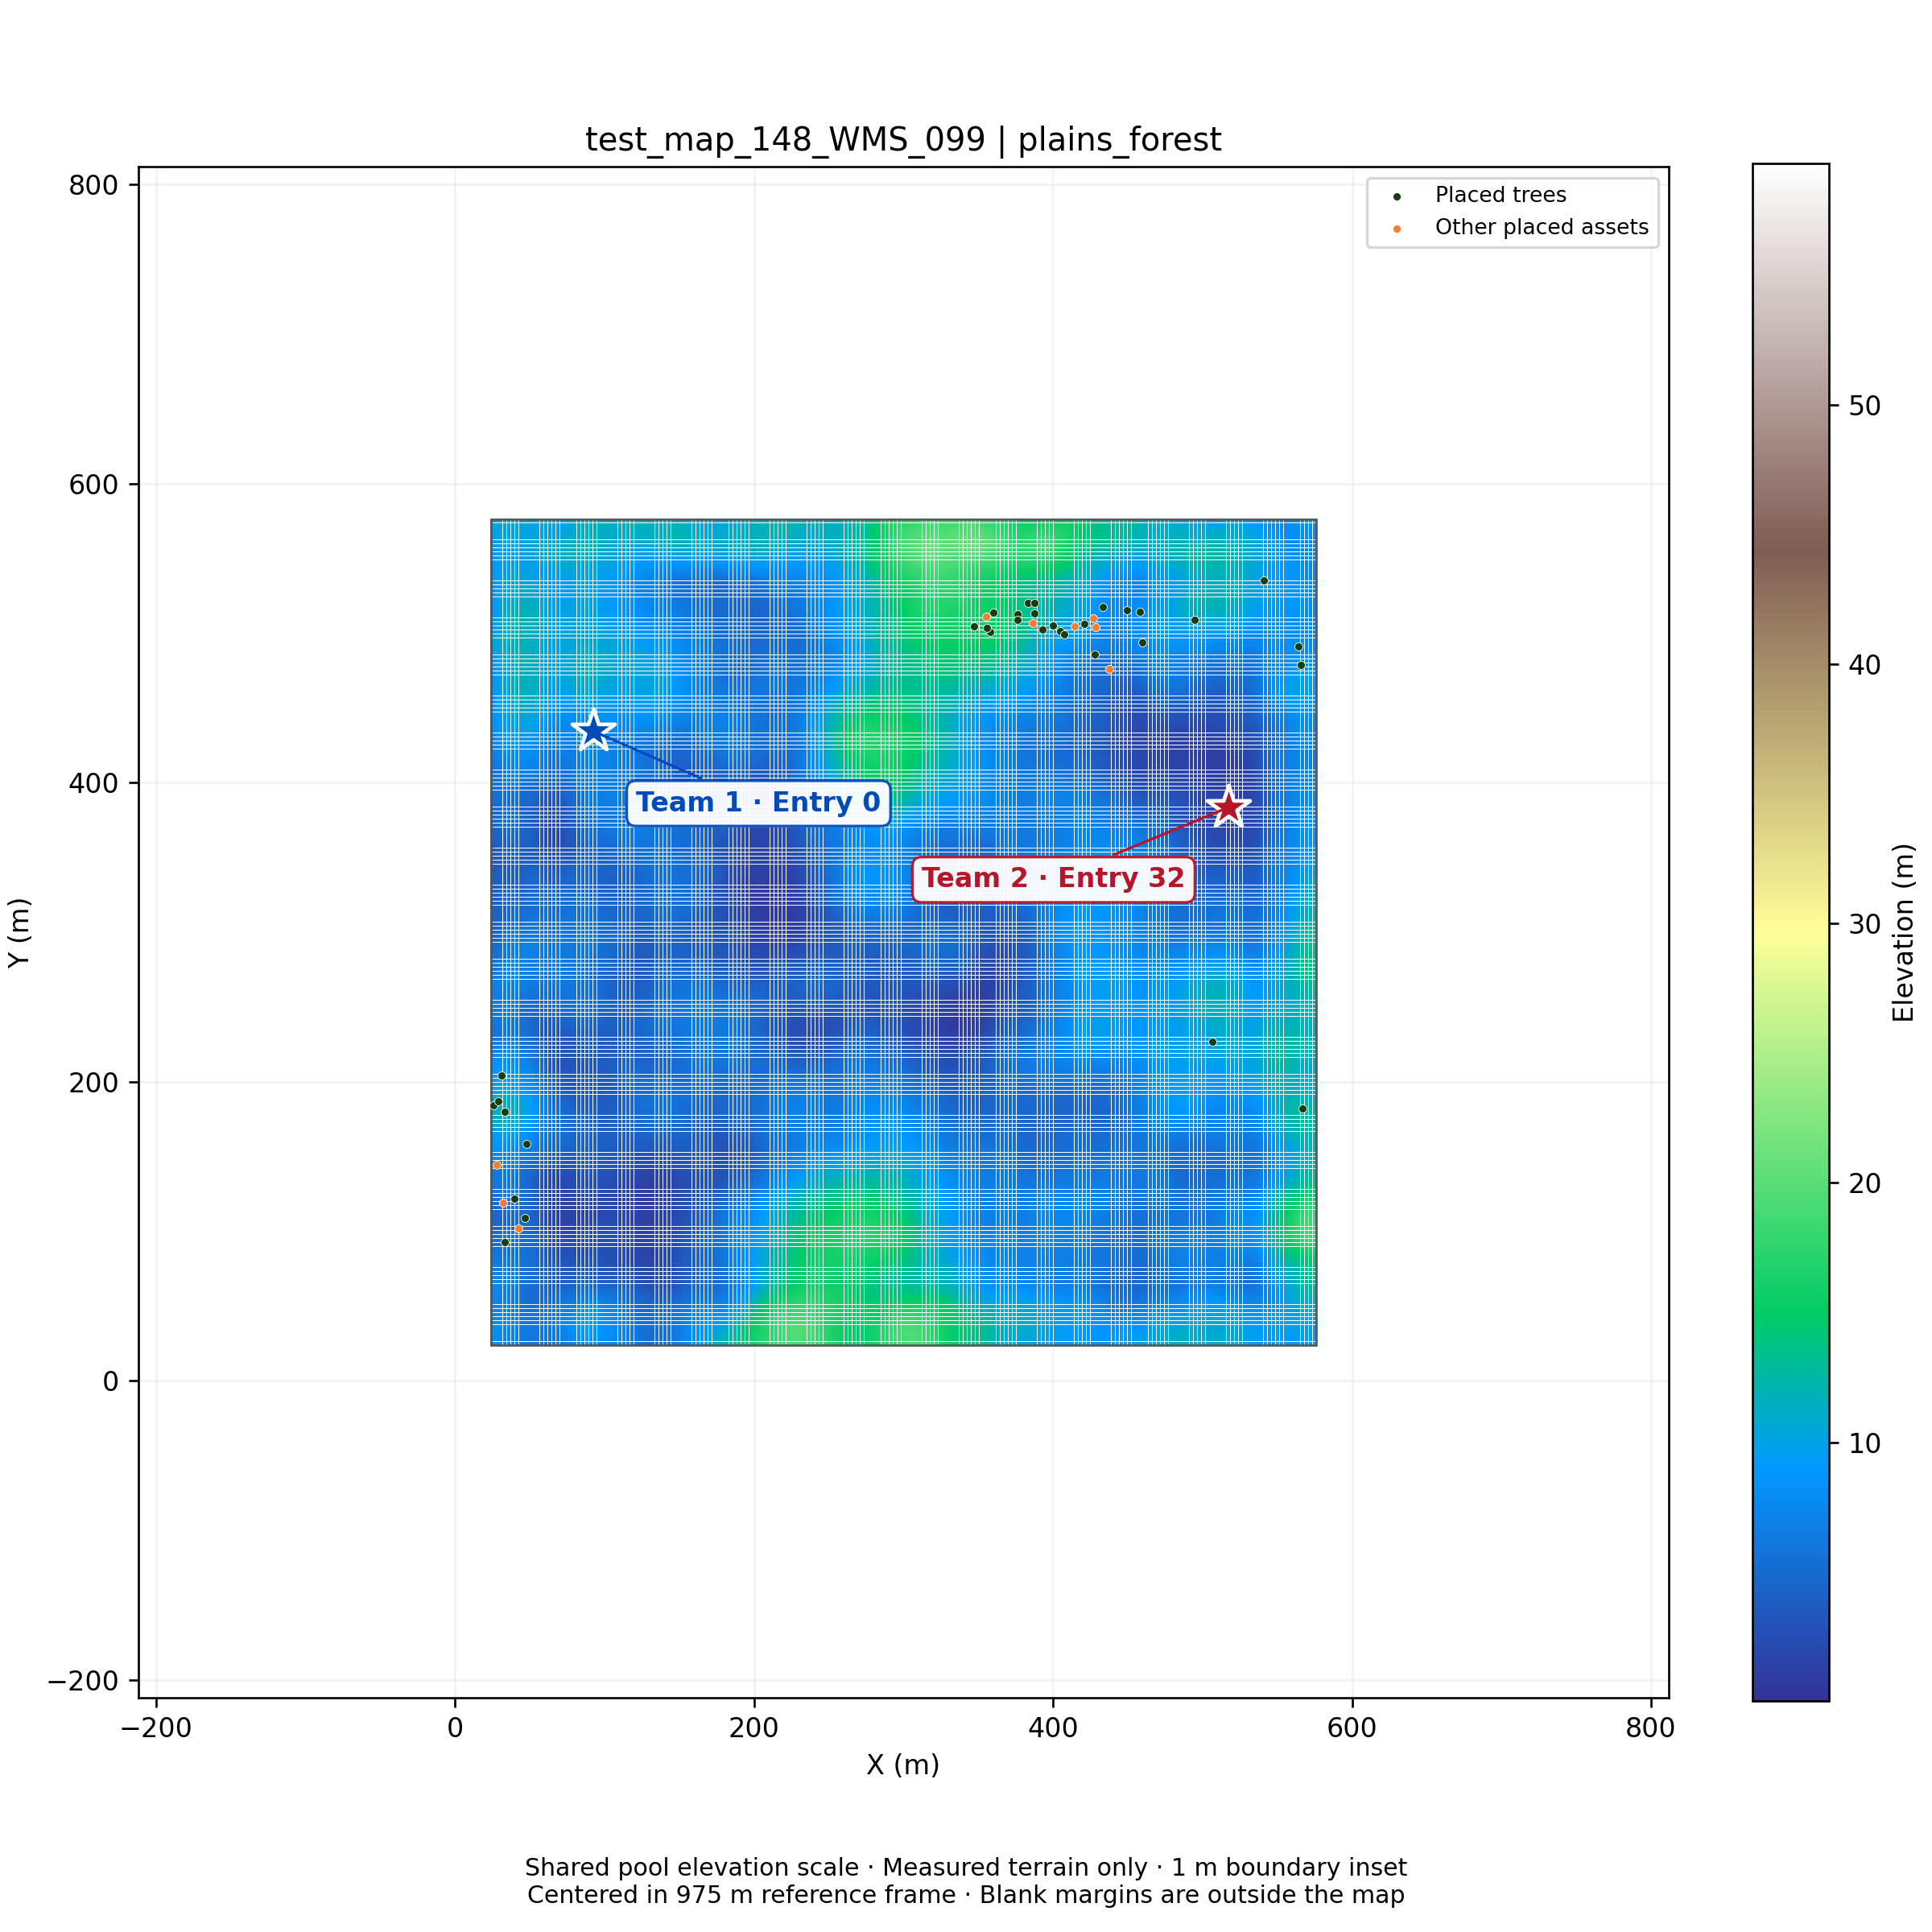 test_map_148_WMS_099 | plains_forest
Placed trees
Other placed assets
Team 1 · Entry 0
Team 2 · Entry 32
800
600
400
200
0
−200
Y (m)
−200
0
200
400
600
800
X (m)
50
40
30
20
10
Elevation (m)
Shared pool elevation scale · Measured terrain only · 1 m boundary inset
Centered in 975 m reference frame · Blank margins are outside the map